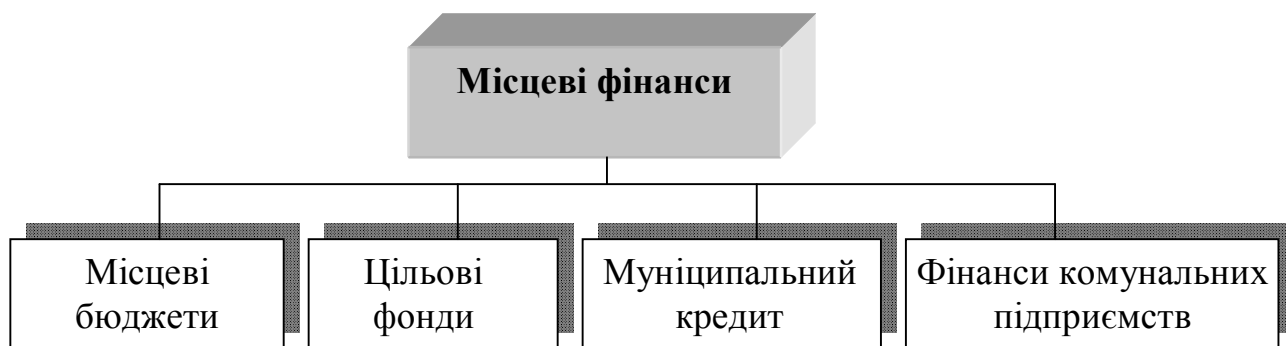 Місцеві фінанси
Місцеві
бюджети
Цільові
фонди
Муніципальний
кредит
Фінанси комунальних
підприємств